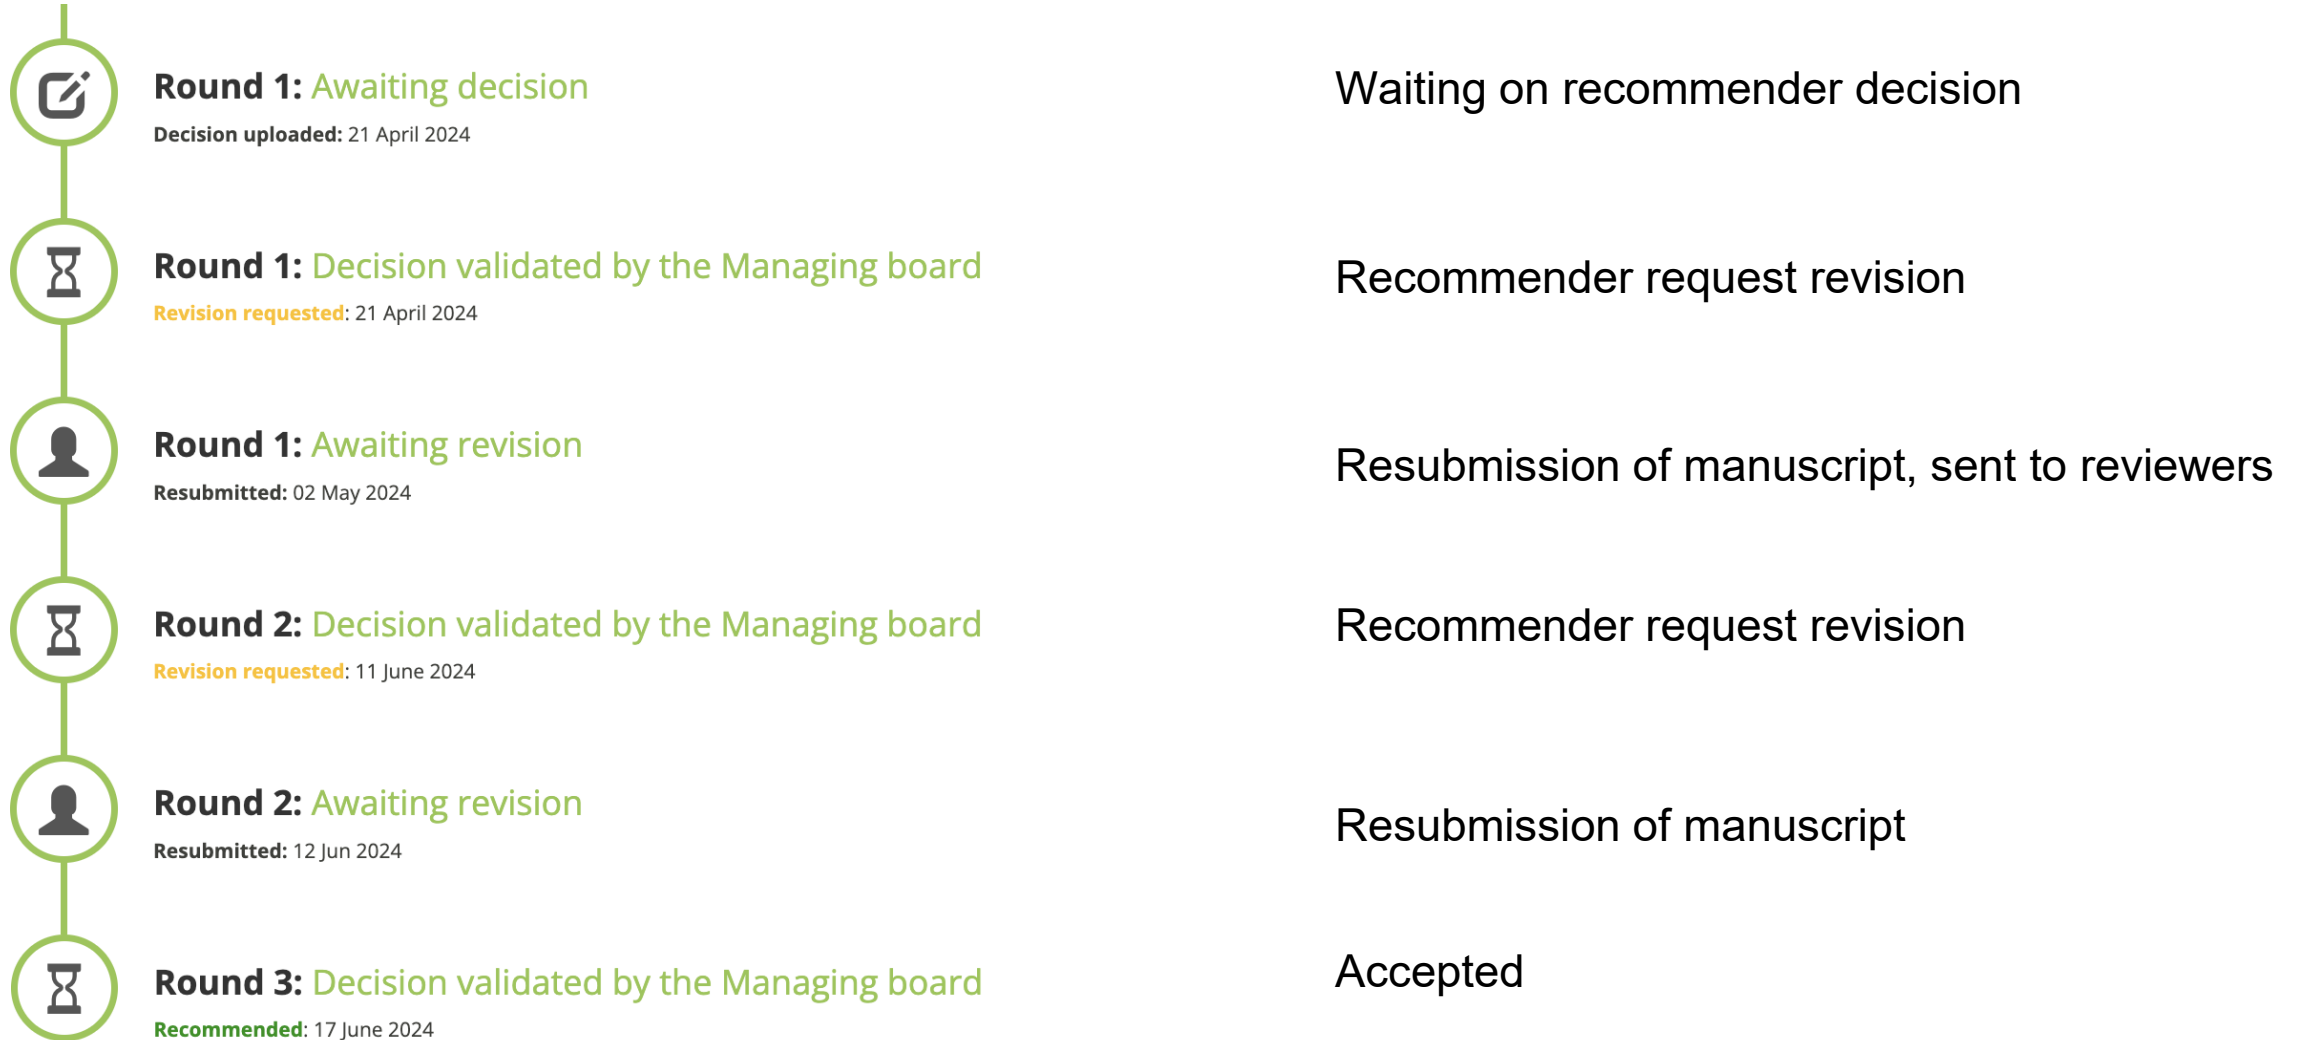 Round 1: Awaiting decision
Waiting on recommender decision
Decision uploaded: 21 April 2024
Round 1: Decision validated by the Managing board
Recommender request revision
Revision requested: 21 April 2024
Round 1: Awaiting revision
Resubmission of manuscript, sent to reviewers
Resubmitted: 02 May 2024
Round 2: Decision validated by the Managing board
Recommender request revision
Revision requested: 11 June 2024
Round 2: Awaiting revision
Resubmission of manuscript
Resubmitted: 12 Jun 2024
Round 3: Decision validated by the Managing board
Accepted
Recommended: 17 June 2024